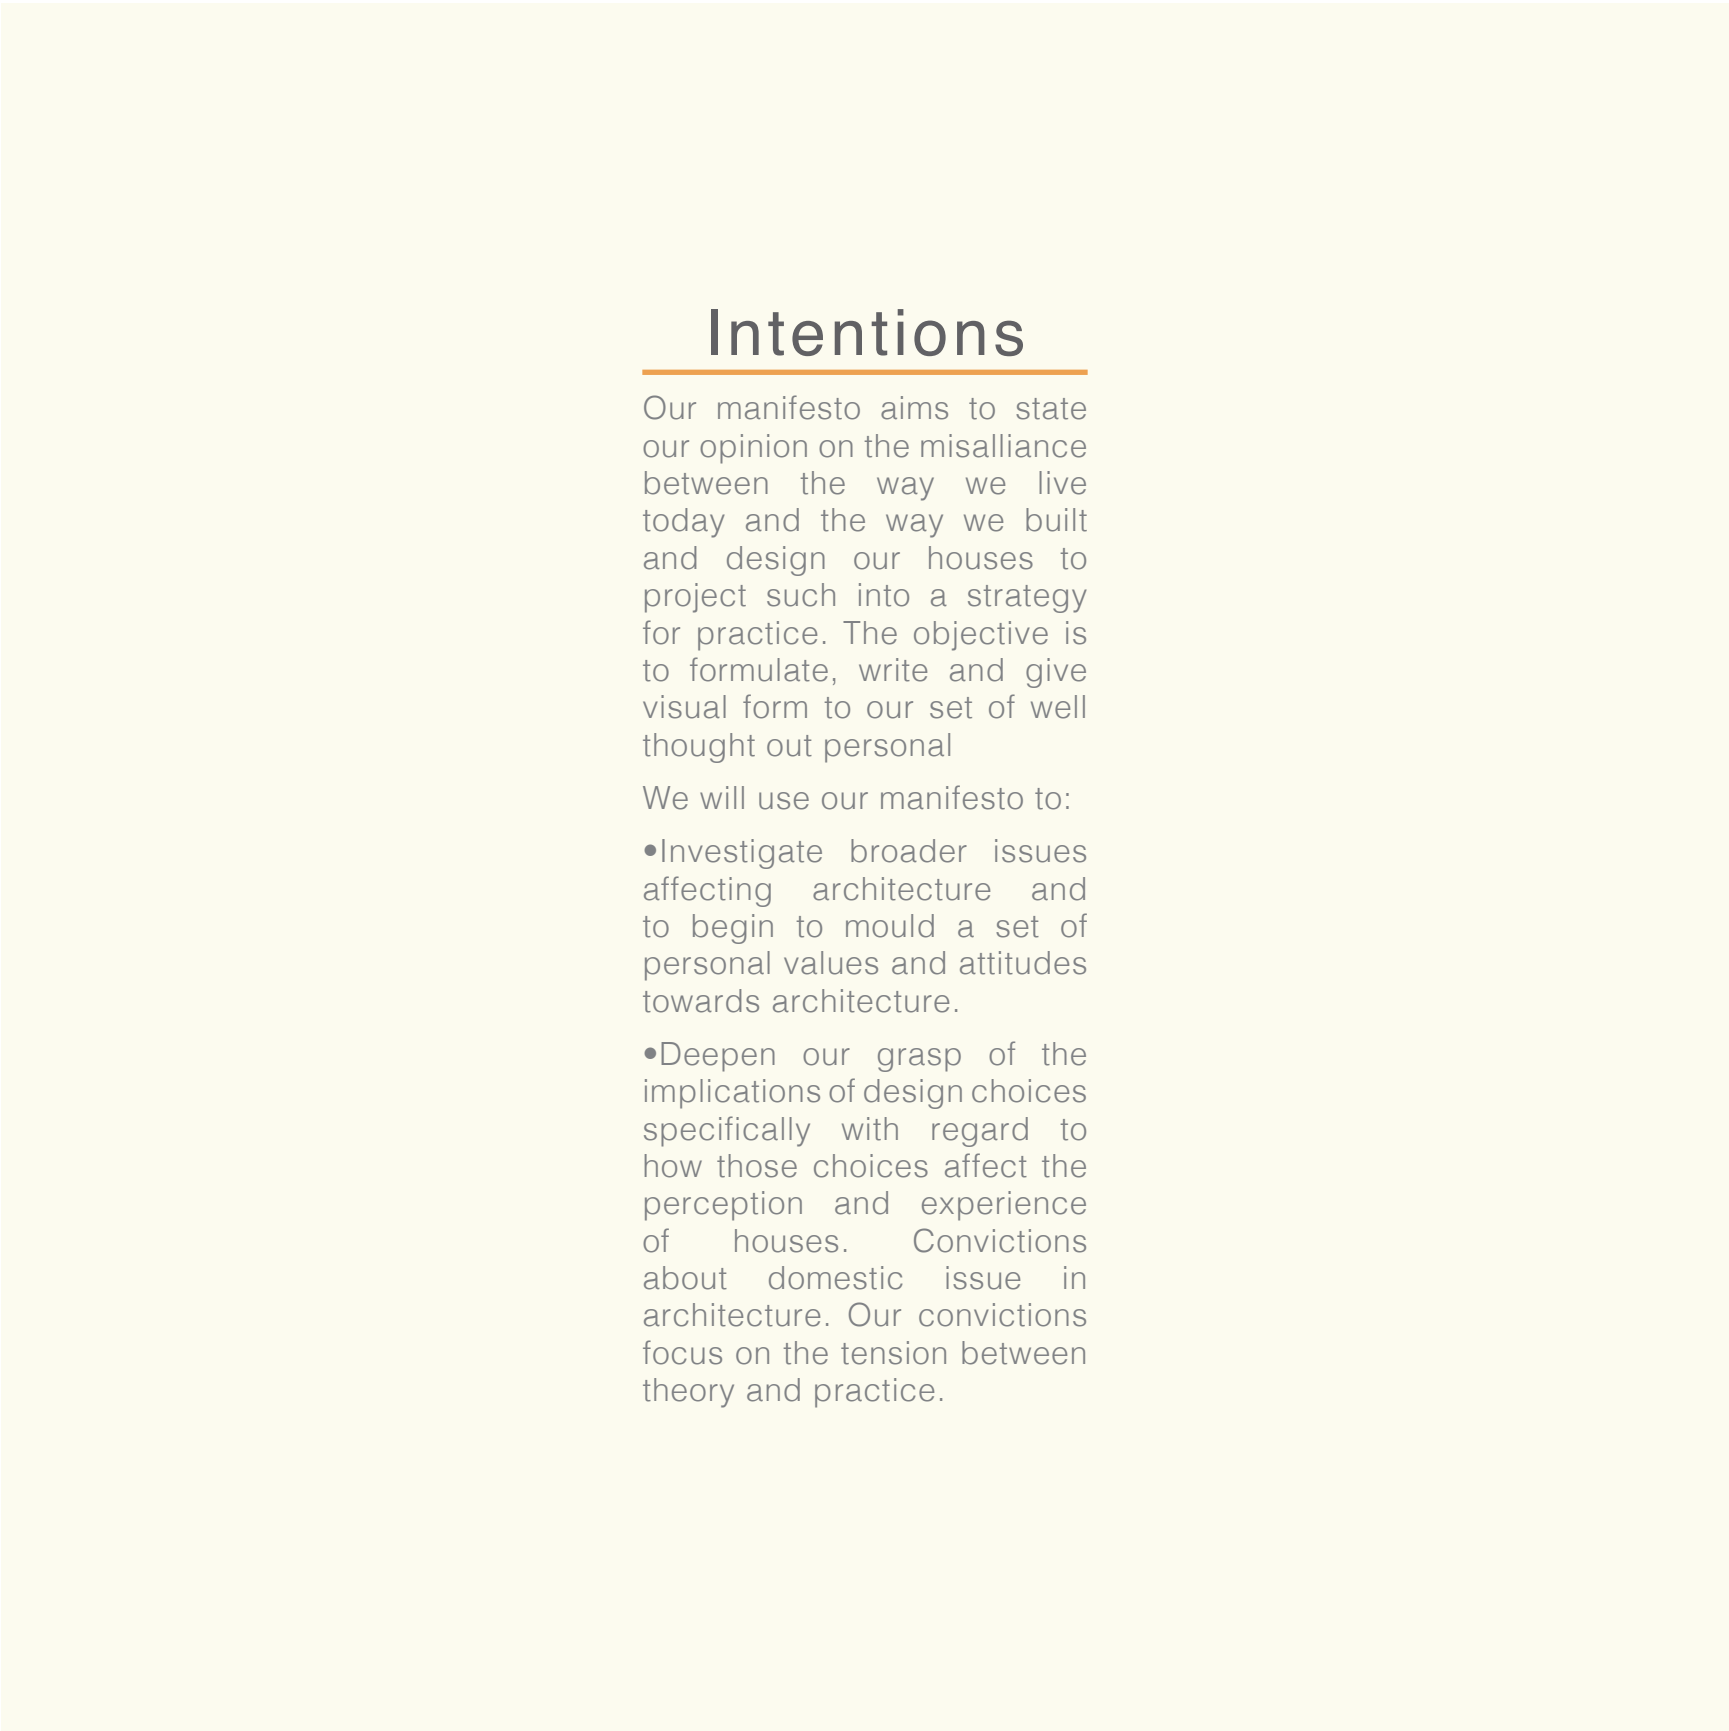 Intentions
Our manifesto aims to state
our opinion on the misalliance
between the way we live
today and the way we built
and design our houses to
project such into a strategy
for practice. The objective is
to formulate, write and give
visual form to our set of well
thought out personal
We will use our manifesto to:
•Investigate broader issues
affecting architecture and
to begin to mould a set of
personal values and attitudes
towards architecture.
•Deepen our grasp of the
implications of design choices
specifically with regard to
how those choices affect the
perception and experience
of houses. Convictions
about domestic issue in
architecture. Our convictions
focus on the tension between
theory and practice.